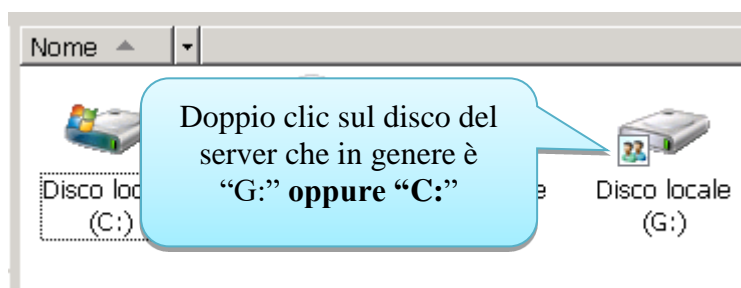 Nome
Doppio clic sul disco del
server che in genere è
“G:” oppure “C:”
Disco loc
(C:)
e
Disco locale
(G:)